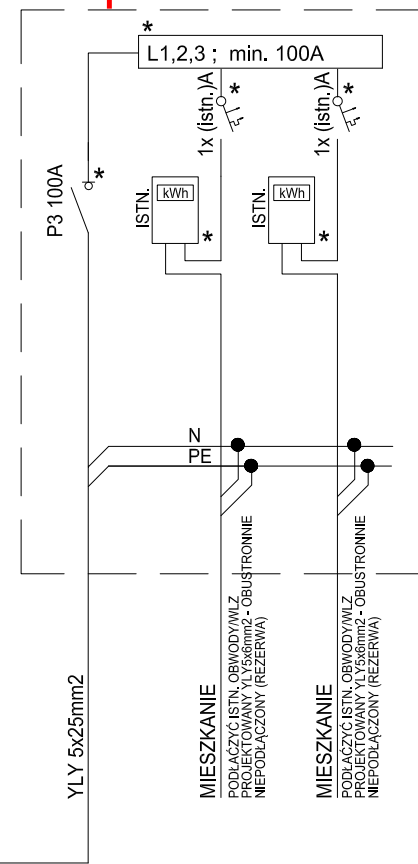 *
L1,2,3 ; min. 100A
1x (istn.)A
*
1x (istn.)A
*
P3 100A
*
ISTN.
kWh
*
ISTN.
kWh
*
N
PE
YLY 5x25mm2
MIESZKANIE
PODŁĄCZYĆ ISTN. OBWODY/WLZ
PROJEKTOWANY YLY5x6mm2 - OBUSTRONNIE
NIEPODŁĄCZONY (REZERWA)
MIESZKANIE
PODŁĄCZYĆ ISTN. OBWODY/WLZ
PROJEKTOWANY YLY5x6mm2 - OBUSTRONNIE
NIEPODŁĄCZONY (REZERWA)